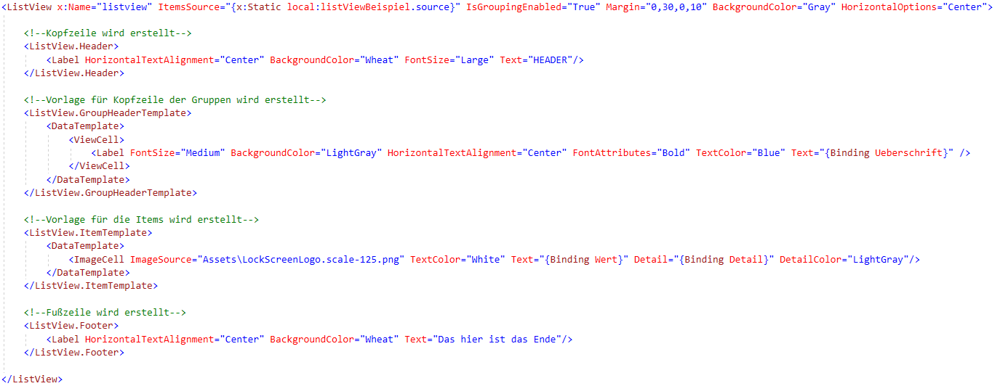 <ListView x:Name="listview" ItemsSource="{x:Static local:listViewBeispiel.source}" IsGroupingEnabled="True" Margin="0,30,0,10" BackgroundColor="Gray" HorizontalOptions="Center">
<!--Kopfzeile wird erstellt-->
<ListView.Header>
<Label HorizontalTextAlignment="Center" BackgroundColor="Wheat" FontSize="Large" Text="HEADER"/>
</ListView.Header>
<!--Vorlage für Kopfzeile der Gruppen wird erstellt-->
<ListView.GroupHeaderTemplate>
<DataTemplate>
<ViewCell>
<Label FontSize="Medium" BackgroundColor="LightGray" HorizontalTextAlignment="Center" FontAttributes="Bold" TextColor="Blue" Text="{Binding Ueberschrift}" />
</ViewCell>
</DataTemplate>
</ListView.GroupHeaderTemplate>
<!--Vorlage für die Items wird erstellt-->
<ListView.ItemTemplate>
<DataTemplate>
<ImageCell ImageSource="Assets\LockScreenLogo.scale-125.png" TextColor="White" Text="{Binding Wert}" Detail="{Binding Detail}" DetailColor="LightGray"/>
</DataTemplate>
</ListView.ItemTemplate>
<!--Fußzeile wird erstellt-->
<ListView.Footer>
<Label HorizontalTextAlignment="Center" BackgroundColor="Wheat" Text="Das hier ist das Ende"/>
</ListView.Footer>
</ListView>